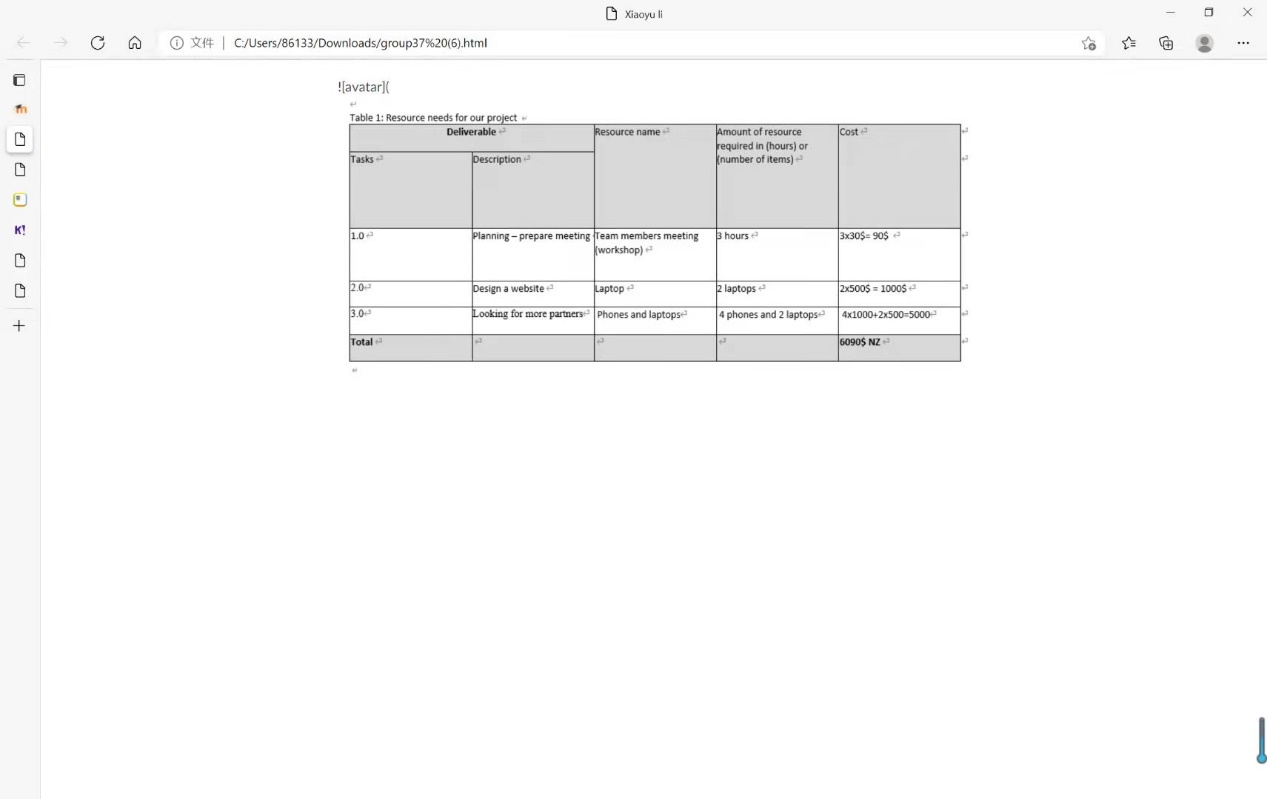 Xiaoyu li
文件 C:/Users/86133/Downloads/group37%20(6).html
K!
![avatar](
Table 1: Resource needs for our project
Deliverable
Resource name
Amount of resource
required in (hours) or
(number of items)
Cost
Tasks
Description
1.0
Planning – prepare meeting
Team members meeting
(workshop)
3 hours
3x30$= 90$
2.0
Design a website
Laptop
2 laptops
2x500$ = 1000$
3.0
Looking for more partners
Phones and laptops
4 phones and 2 laptops
4x1000+2x500=5000
Total
6090$ NZ